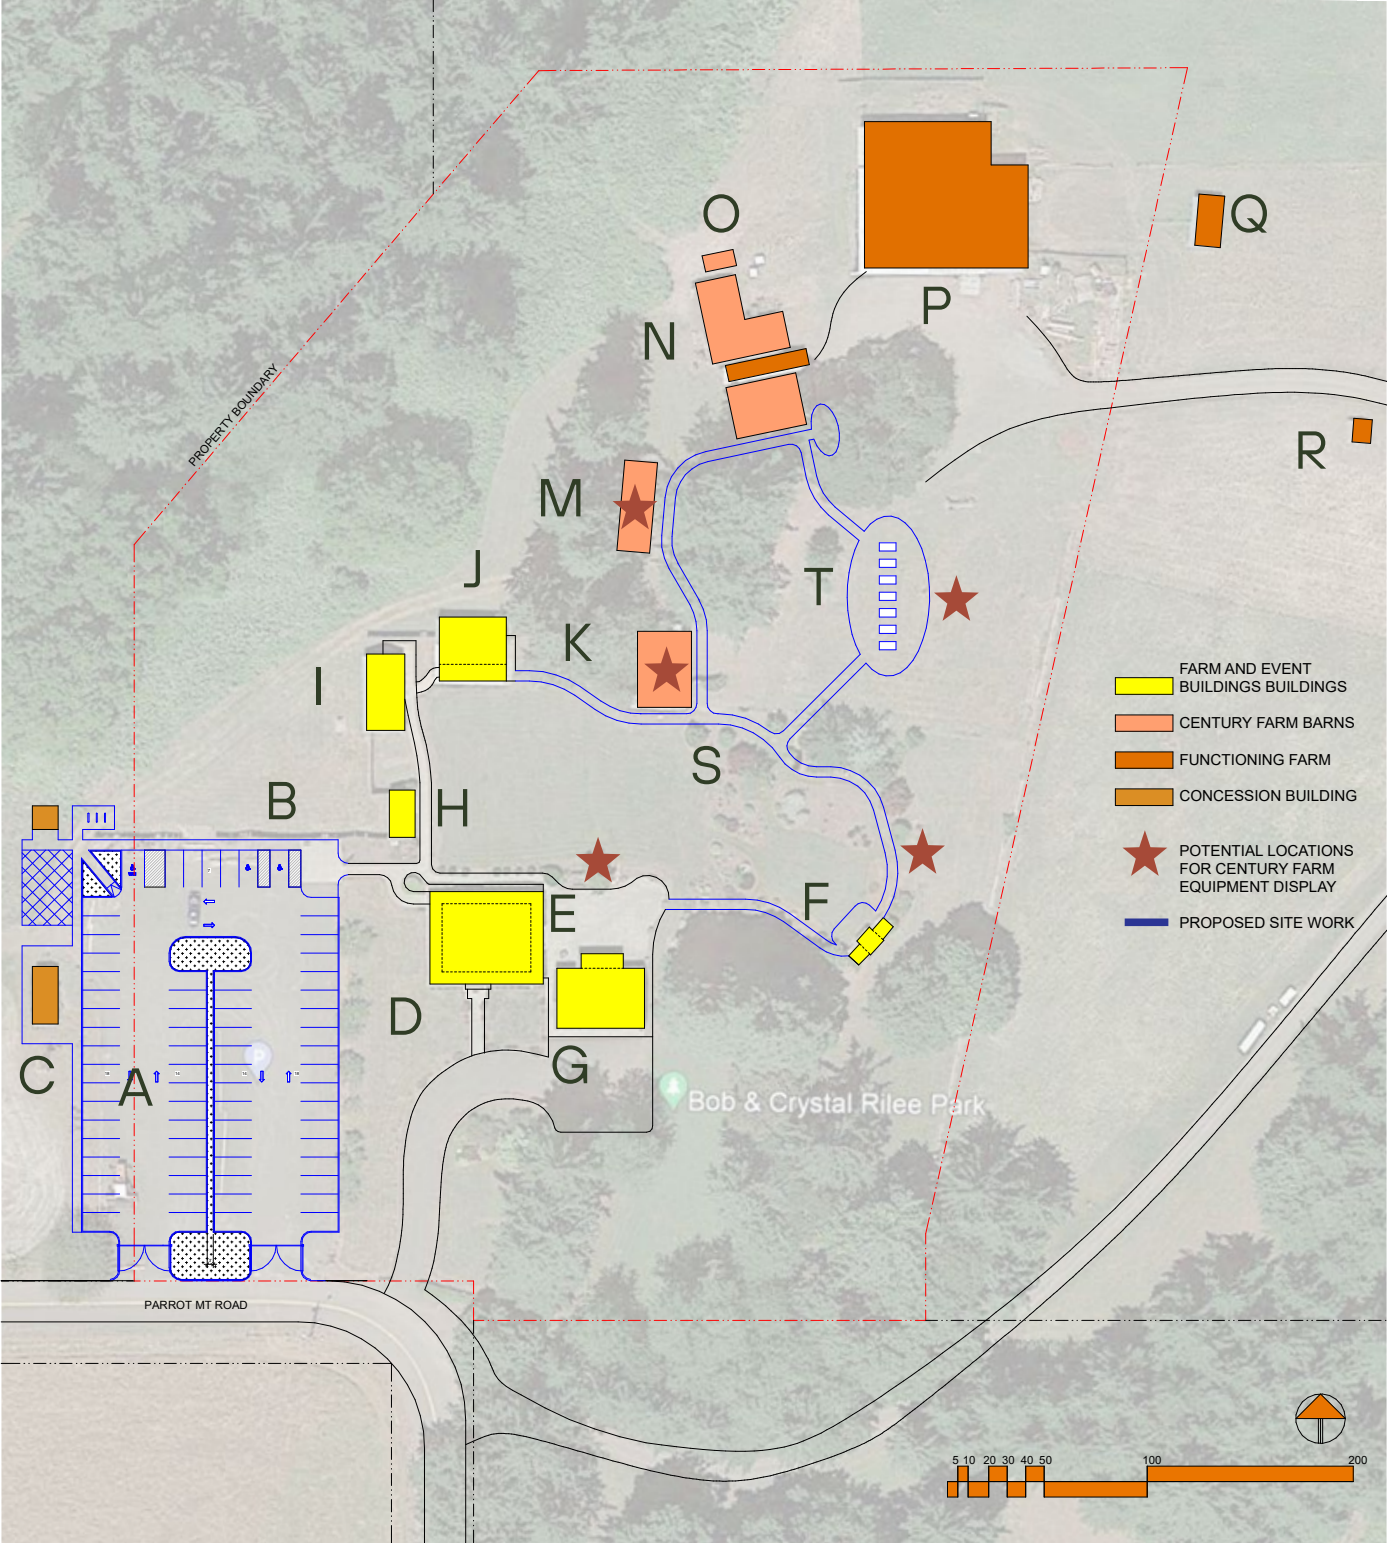 O
Q
P
N
PROPERTY BOUNDARY
R
M
J
T
K
I
FARM AND EVENT
BUILDINGS BUILDINGS
CENTURY FARM BARNS
S
FUNCTIONING FARM
B
H
CONCESSION BUILDING
POTENTIAL LOCATIONS
FOR CENTURY FARM
EQUIPMENT DISPLAY
F
E
PROPOSED SITE WORK
D
P
C
A
G
Bob & Crystal Rilee Park
PARROT MT ROAD
5 10 20 30 40 50 100 200